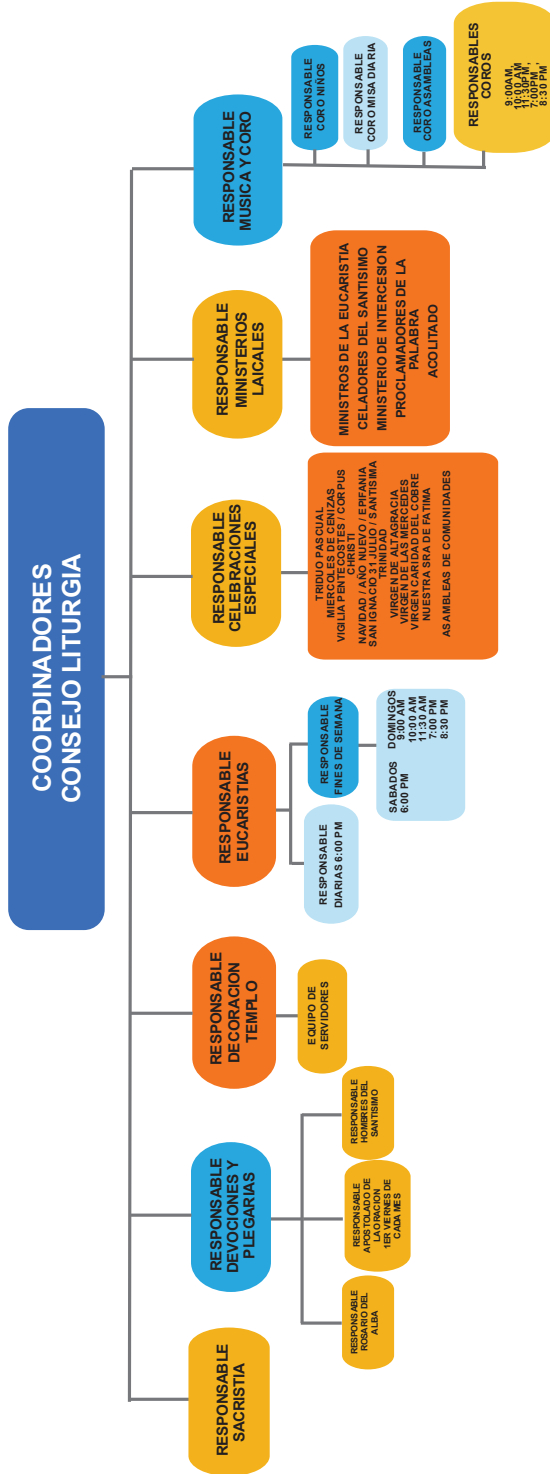 COORDINADORES
CONSEJO LITURGIA
RESPONSABLE
SACRISTIA
RESPONSABLE
DEVOCIONES Y
PLEGARIAS
RESPONSABLE
ROSARIO DEL
ALBA
RESPONSABLE
APOSTOLADO DE
LA ORACION
1ER VIERNES DE
CADA MES
RESPONSABLE
HOMBRES DEL
SANTISIMO
RESPONSABLE
DECORACION
TEMPLO
EQUIPO DE
SERVIDORES
RESPONSABLE
EUCARISTIAS
RESPONSABLE
DIARIAS 6:00 PM
RESPONSABLE
FINES DE SEMANA
SABADOS DOMINGOS
6:00 PM 9:00 AM
10:00 AM
11:30 AM
7:00 PM
8:30 PM
RESPONSABLE
CELEBRACIONES
ESPECIALES
TRIDUO PASCUAL
MIERCOLES DE CENIZAS
VIGILIA PENTECOSTES / CORPUS
CHRISTI
NAVIDAD / AÑO NUEVO / EPIFANIA
SAN IGNACIO 31 JULIO / SANTISIMA
TRINIDAD
VIRGEN DE ALTAGRACIA
VIRGEN DE LAS MERCEDES
VIRGEN CARIDAD DEL COBRE
NUESTRA SRA DE FATIMA
ASAMBLEAS DE COMUNIDADES
RESPONSABLE
MINISTERIOS
LAICALES
MINISTROS DE LA EUCARISTIA
CELADORES DEL SANTISIMO
MINISTERIO DE INTERCESION
PROCLAMADORES DE LA
PALABRA
ACOLITADO
RESPONSABLE
MUSICA Y CORO
RESPONSABLE
CORO NIÑOS
RESPONSABLE
CORO MISA DIARIA
RESPONSABLE
CORO ASAMBLEAS
RESPONSABLES
COROS
9:00AM,
10:00 AM
11:30PM,
7:00PM ,
8:30 PM